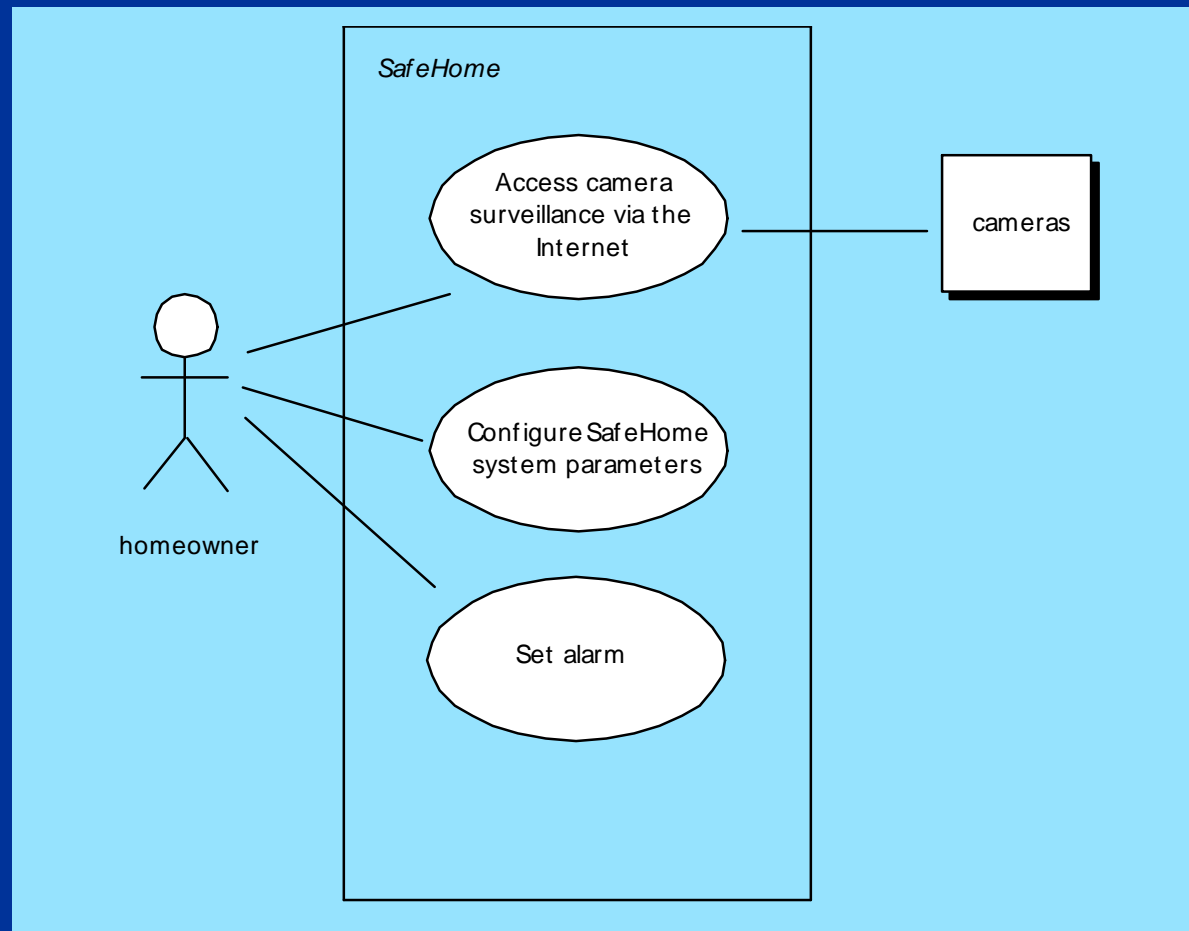 SafeHome
Access camera
surveillance via the
Internet
cameras
Configure SafeHome
system parameters
homeowner
Set alarm